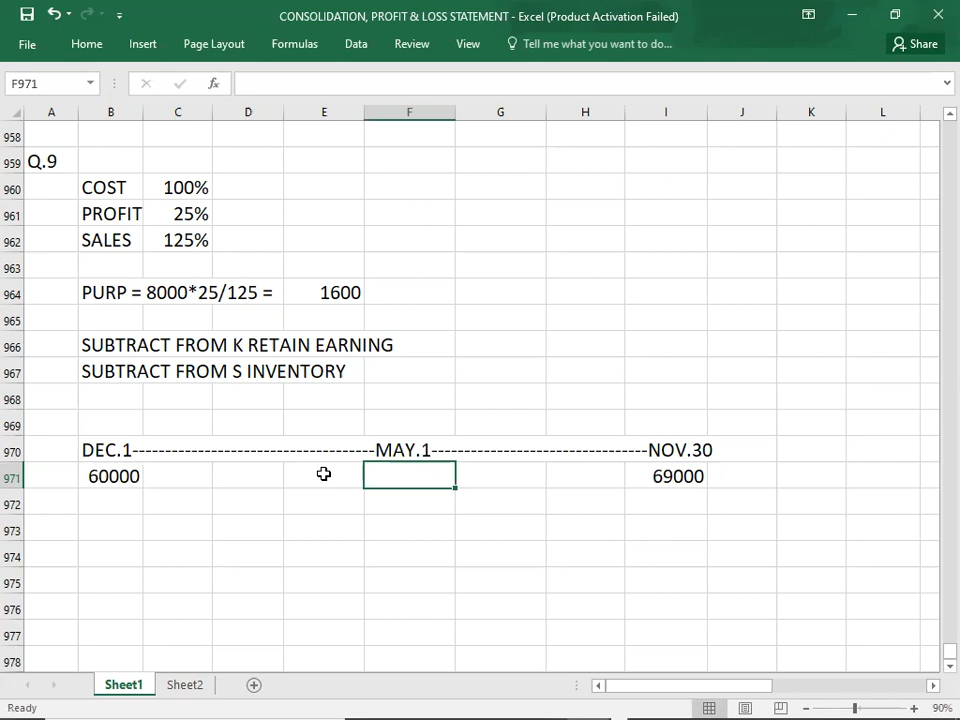 CONSOLIDATION, PROFIT & LOSS STATEMENT - Excel (Product Activation Failed)
File Home Insert Page Layout Formulas Data Review View Tell me what you want to do... Share
F971 fx
A B C D E F G H I J K L
958
959 Q.9
960 COST 100%
961 PROFIT 25%
962 SALES 125%
963
964 PURP = 8000*25/125 = 1600
965
966 SUBTRACT FROM K RETAIN EARNING
967 SUBTRACT FROM S INVENTORY
968
969
970 DEC.1-----------------------------------MAY.1-------------------------------NOV.30
971 60000 69000
972
973
974
975
976
977
978
Sheet1 Sheet2
Ready 90%